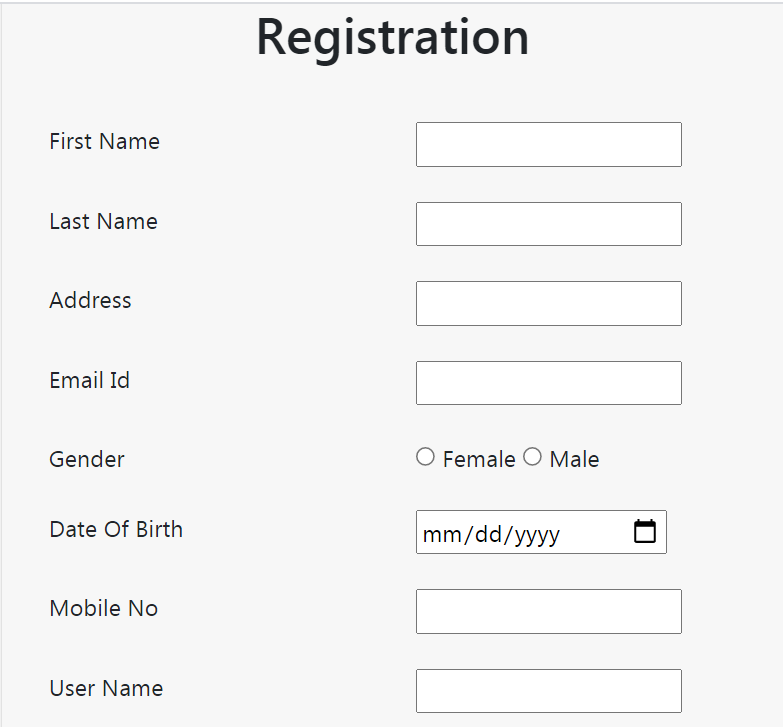 Registration
First Name
Last Name
Address
Email Id
Gender Female Male
Date Of Birth mm/dd/yyyy
Mobile No
User Name